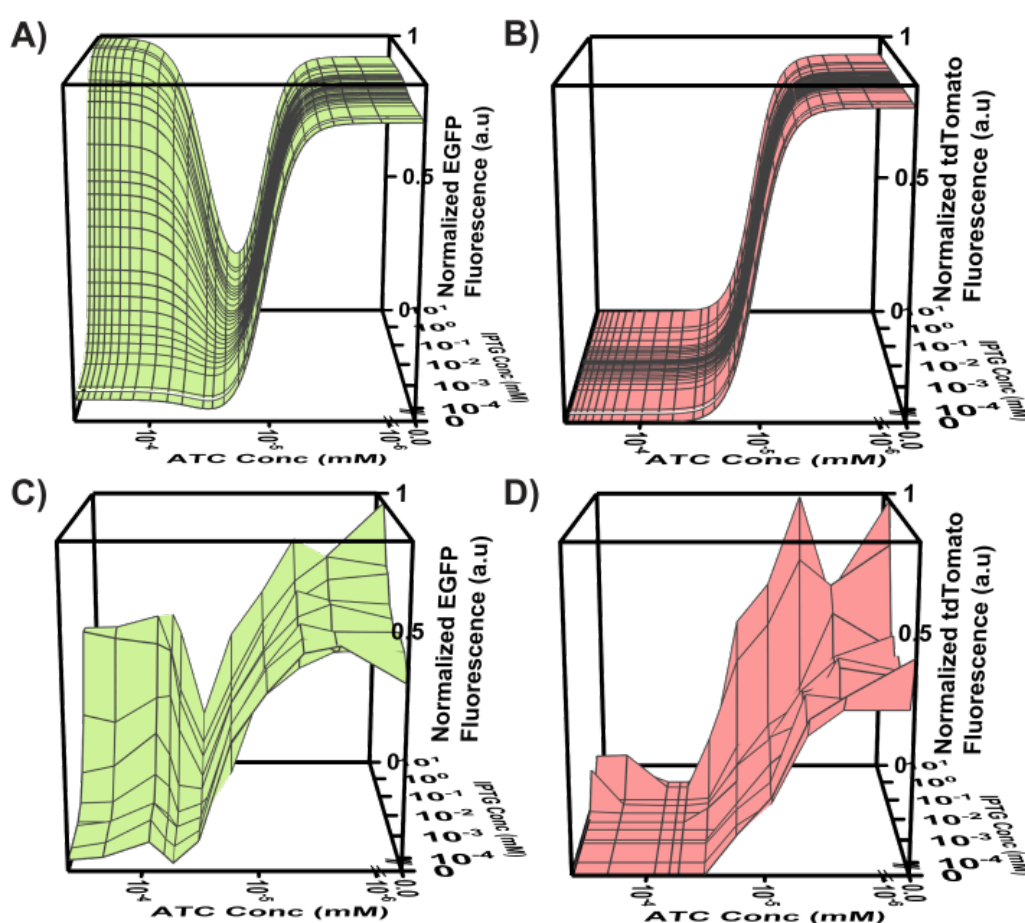 A)
1
0.5
0
Normalized EGFP
Fluorescence (a.u)
10¹
10⁰
10⁻¹
10⁻²
10⁻³
10⁻⁴
0
IPTG Conc (mM)
10⁻⁴
10⁻⁵
10⁻⁶
0.0
ATC Conc (mM)
B)
1
0.5
0
Normalized tdTomato
Fluorescence (a.u)
10¹
10⁰
10⁻¹
10⁻²
10⁻³
10⁻⁴
0
IPTG Conc (mM)
10⁻⁴
10⁻⁵
10⁻⁶
0.0
ATC Conc (mM)
C)
1
0.5
0
Normalized EGFP
Fluorescence (a.u)
10¹
10⁰
10⁻¹
10⁻²
10⁻³
10⁻⁴
0
IPTG Conc (mM)
10⁻⁴
10⁻⁵
10⁻⁶
0.0
ATC Conc (mM)
D)
1
0.5
0
Normalized tdTomato
Fluorescence (a.u)
10¹
10⁰
10⁻¹
10⁻²
10⁻³
10⁻⁴
0
IPTG Conc (mM)
10⁻⁴
10⁻⁵
10⁻⁶
0.0
ATC Conc (mM)